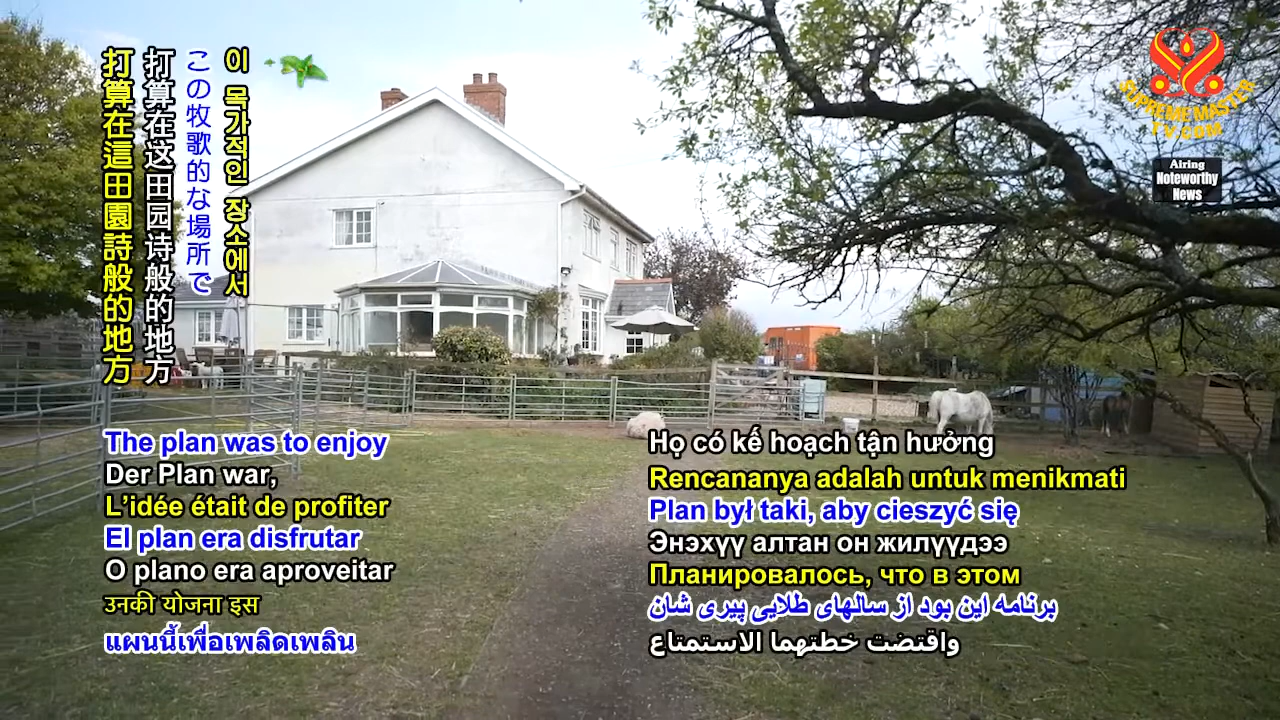 打算在這田園詩般的地方
打算在这田园诗般的地方
この牧歌的な場所で
이 목가적인 장소에서
SUPREME MASTER
TV.COM
Airing
Noteworthy
News
The plan was to enjoy
Der Plan war,
L’idée était de profiter
El plan era disfrutar
O plano era aproveitar
उनकी योजना इस
แผนนี้เพื่อเพลิดเพลิน
Họ có kế hoạch tận hưởng
Rencananya adalah untuk menikmati
Plan był taki, aby cieszyć się
Энэхүү алтан он жилүүдээ
Планировалось, что в этом
برنامه این بود از سالهای طلایی پیری شان
واقتضت خطتهما الاستمتاع